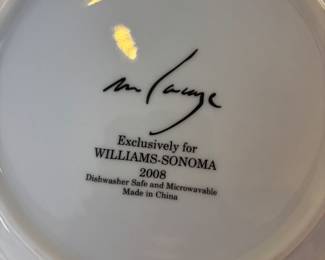 Exclusively for
WILLIAMS-SONOMA
2008
Dishwasher Safe and Microwavable
Made in China